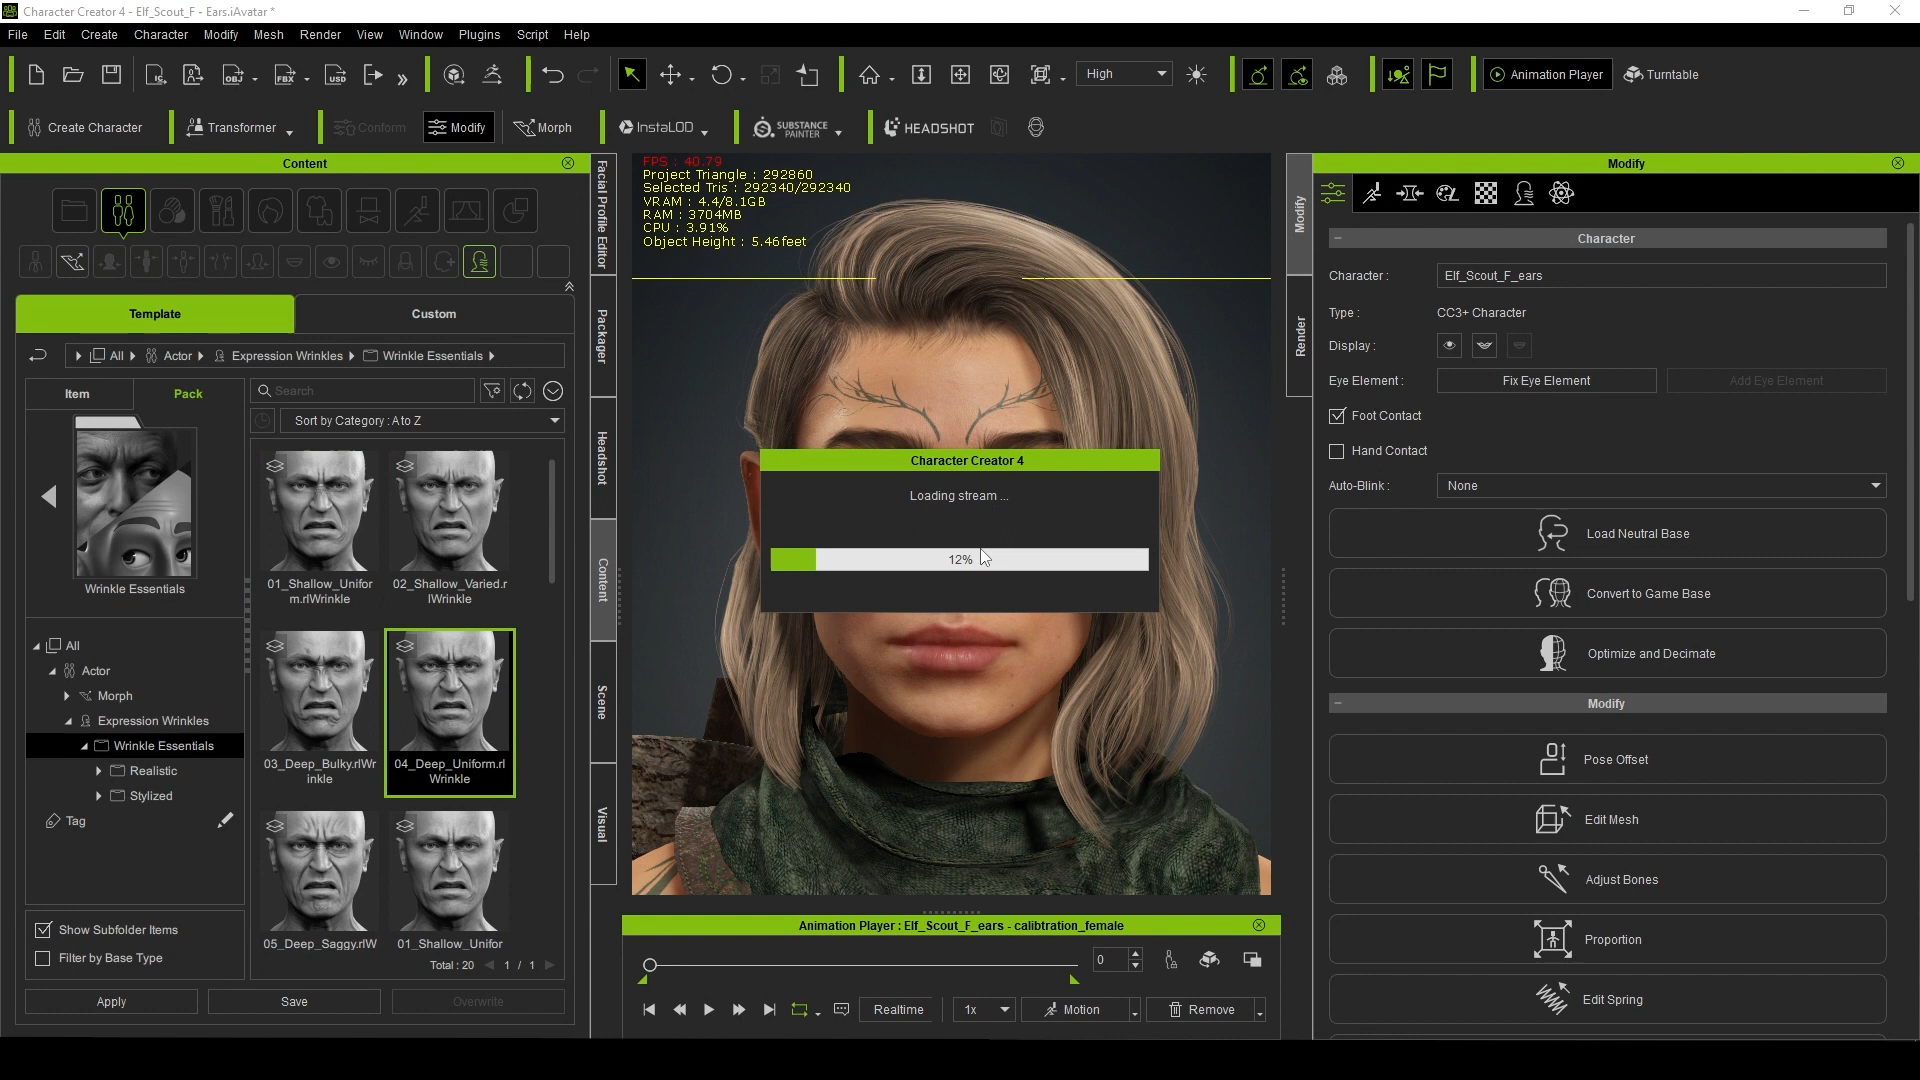 Character Creator 4 - Elf_Scout_F - Ears.iAvatar *
File Edit Create Character Modify Mesh Render View Window Plugins Script Help
High
Animation Player
Turntable
Create Character
Transformer
Conform
Modify
Morph
InstaLOD
SUBSTANCE
PAINTER
HEADSHOT
Content
Template
Custom
All Actor Expression Wrinkles Wrinkle Essentials
Item
Pack
Search
Sort by Category : A to Z
Wrinkle Essentials
All
Actor
Morph
Expression Wrinkles
Wrinkle Essentials
Realistic
Stylized
Tag
01_Shallow_Unifor
m.rlWrinkle
02_Shallow_Varied.r
lWrinkle
03_Deep_Bulky.rlWr
inkle
04_Deep_Uniform.rl
Wrinkle
05_Deep_Saggy.rlW
01_Shallow_Unifor
Show Subfolder Items
Filter by Base Type
Total : 20
1 / 1
Apply
Save
Overwrite
Facial Profile Editor
Packager
Headshot
Content
Scene
Visual
FPS : 40.79
Project Triangle : 292860
Selected Tris : 292340/292340
VRAM : 4.4/8.1GB
RAM : 3704MB
CPU : 3.91%
Object Height : 5.46feet
Character Creator 4
Loading stream ...
12%
Animation Player : Elf_Scout_F_ears - calibtration_female
0
Realtime
1x
Motion
Remove
Modify
Render
Modify
Character
Character :
Elf_Scout_F_ears
Type :
CC3+ Character
Display :
Eye Element :
Fix Eye Element
Add Eye Element
Foot Contact
Hand Contact
Auto-Blink :
None
Load Neutral Base
Convert to Game Base
Optimize and Decimate
Modify
Pose Offset
Edit Mesh
Adjust Bones
Proportion
Edit Spring